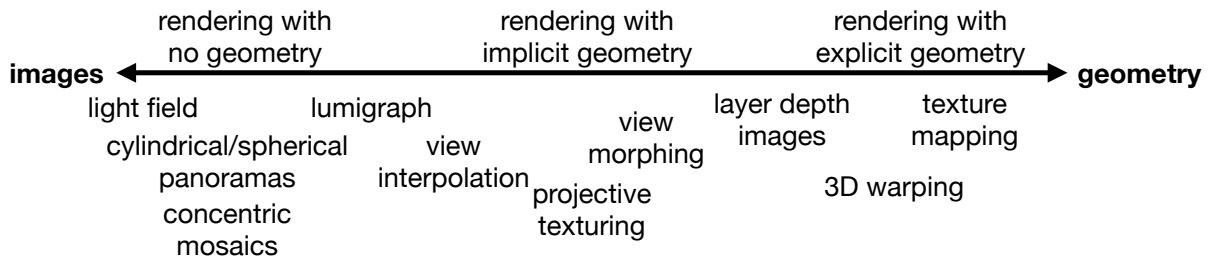 rendering with
no geometry
rendering with
implicit geometry
rendering with
explicit geometry
images
geometry
light field
lumigraph
layer depth
images
texture
mapping
cylindrical/spherical
panoramas
view
interpolation
view
morphing
projective
texturing
3D warping
concentric
mosaics